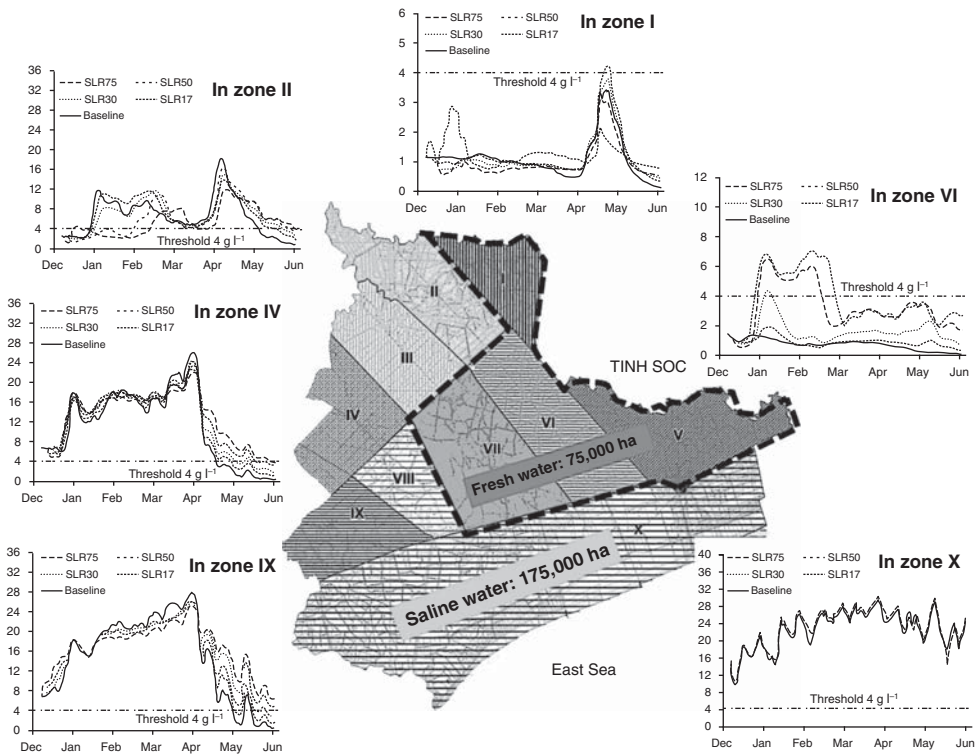 In zone I
6
5
4
3
2
1
0
SLR75 SLR50
SLR30 SLR17
Baseline
Threshold 4 g l⁻¹
Dec Jan Feb Mar Apr May Jun
In zone II
36
32
28
24
20
16
12
8
4
0
SLR75 SLR50
SLR30 SLR17
Baseline
Threshold 4 g l⁻¹
Dec Jan Feb Mar Apr May Jun
In zone VI
12
10
8
6
4
2
0
SLR75 SLR50
SLR30 SLR17
Baseline
Threshold 4 g l⁻¹
Dec Jan Feb Mar Apr May Jun
In zone IV
36
32
28
24
20
16
12
8
4
0
SLR75 SLR50
SLR30 SLR17
Baseline
Threshold 4 g l⁻¹
Dec Jan Feb Mar Apr May Jun
I
II
III
TINH SOC
IV
VI
V
VII
VIII
Fresh water: 75,000 ha
IX
X
Saline water: 175,000 ha
East Sea
In zone IX
36
32
28
24
20
16
12
8
4
0
SLR75 SLR50
SLR30 SLR17
Baseline
Threshold 4 g l⁻¹
Dec Jan Feb Mar Apr May Jun
In zone X
40
36
32
28
24
20
16
12
8
4
0
SLR75 SLR50
SLR30 SLR17
Baseline
Threshold 4 g l⁻¹
Dec Jan Feb Mar Apr May Jun